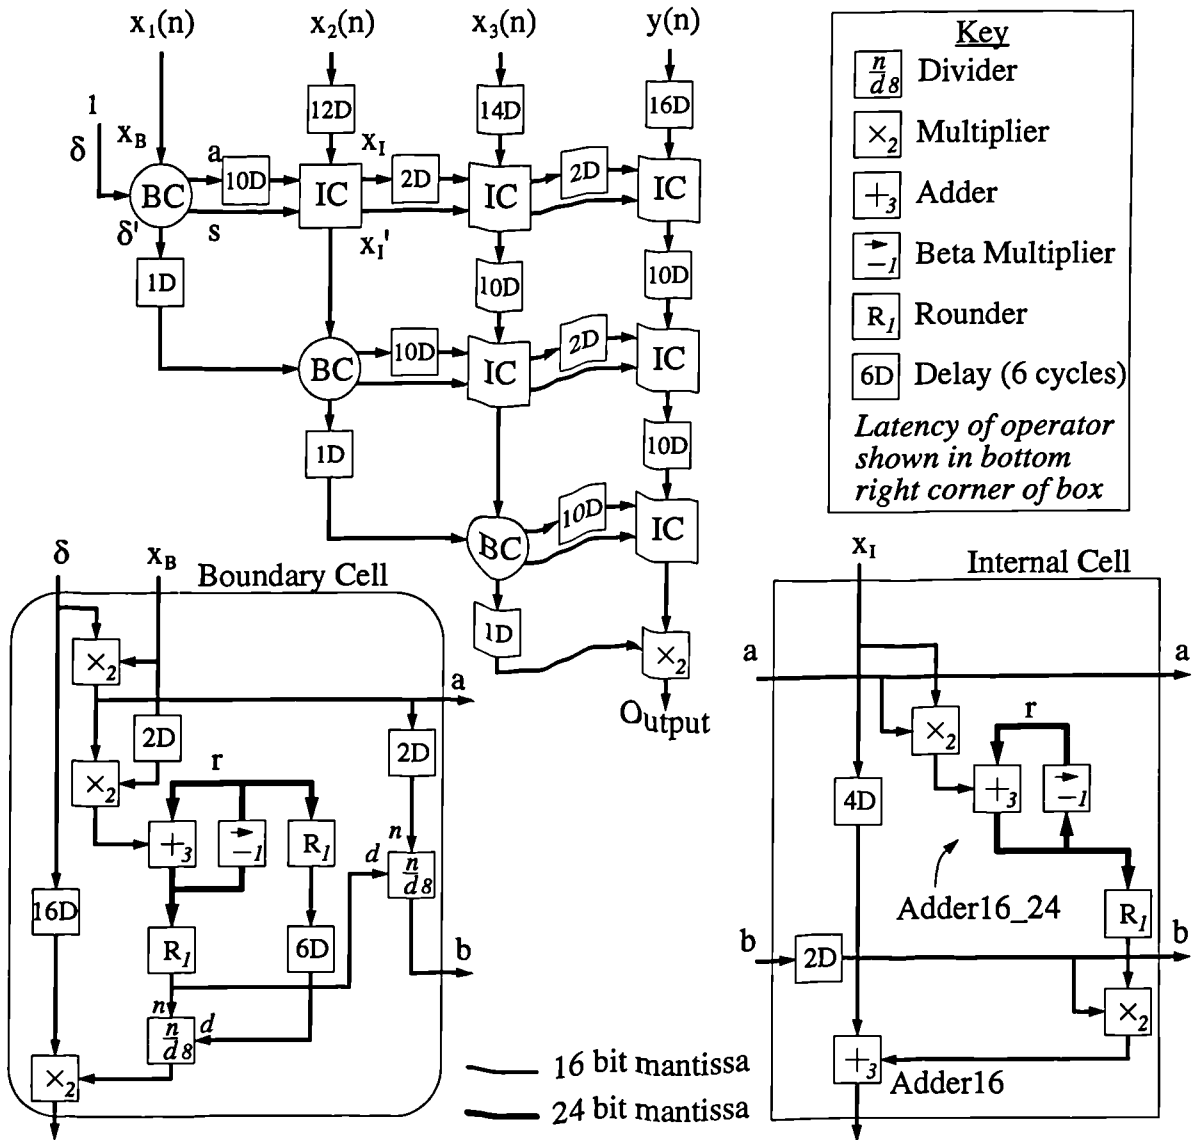 x₁(n) x₂(n) x₃(n) y(n)
12D 14D 16D
1
δ x_B a x_I
BC 10D IC 2D IC 2D IC
δ' s x_I'
1D 10D 10D
BC 10D IC 2D IC
1D 10D
BC 10D IC
1D ×₂
Output
Key
n/d 8 Divider
×₂ Multiplier
+₃ Adder
→ −1 Beta Multiplier
R₁ Rounder
6D Delay (6 cycles)
Latency of operator
shown in bottom
right corner of box
δ x_B Boundary Cell
×₂
a
2D 2D
×₂ r
+₃ → −1 R₁ n
d n/d 8
16D R₁ 6D b
n
n/d 8 d
×₂
16 bit mantissa
24 bit mantissa
x_I Internal Cell
a a
×₂ r
4D +₃ → −1
Adder16_24 R₁
b 2D b
×₂
+₃ Adder16